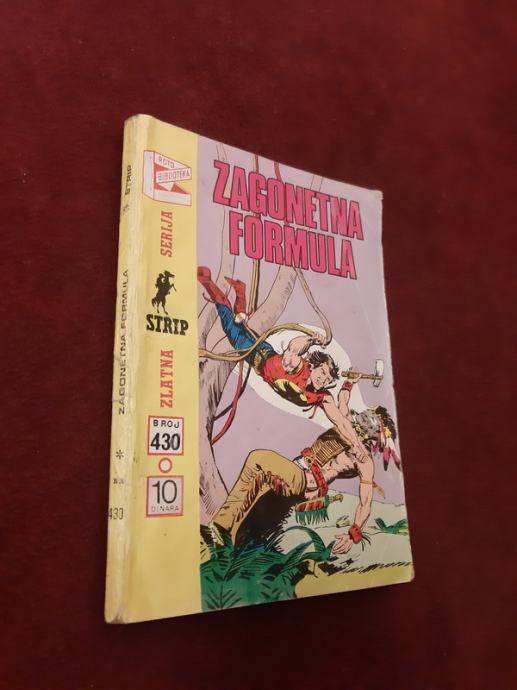 ROTO
BIBLIOTEKA
ZLATNA STRIP SERIJA
BROJ
430
10
DINARA
ZAGONETNA
FORMULA
STRIP
ZAGONETNA FORMULA
*
430